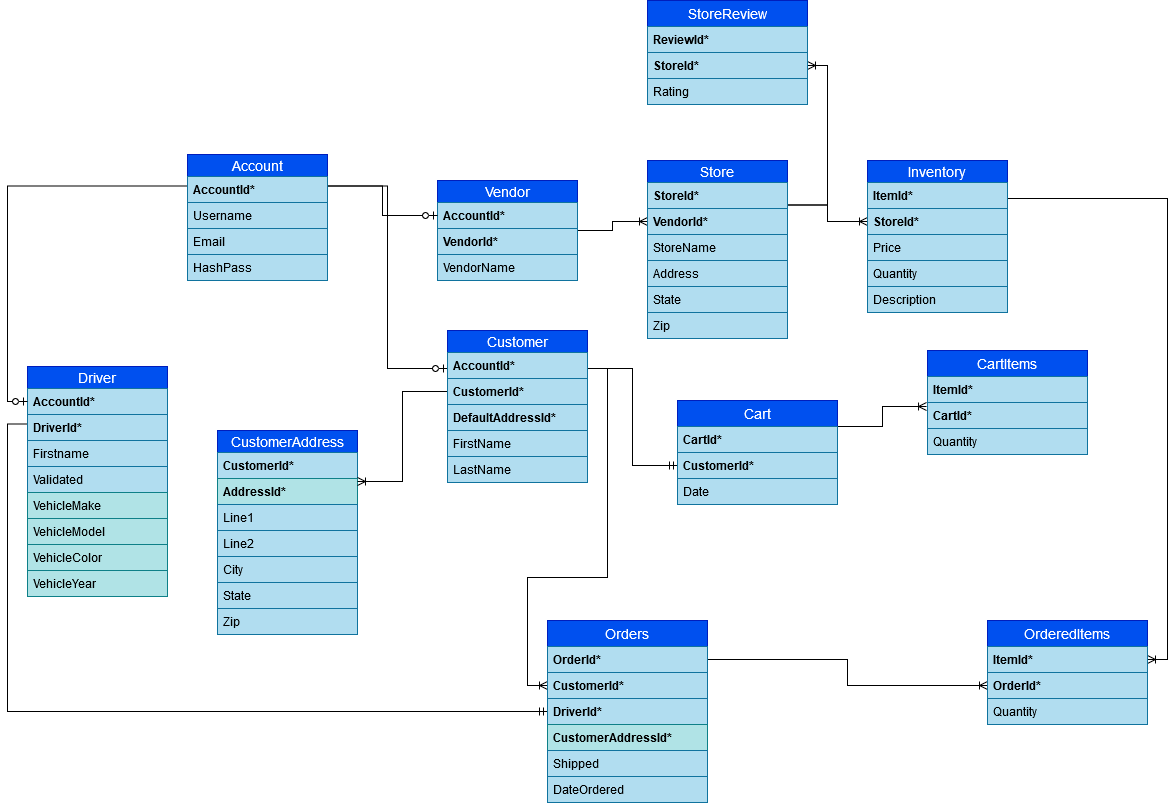 StoreReview
ReviewId*
StoreId*
Rating
Account
AccountId*
Username
Email
HashPass
Vendor
AccountId*
VendorId*
VendorName
Store
StoreId*
VendorId*
StoreName
Address
State
Zip
Inventory
ItemId*
StoreId*
Price
Quantity
Description
Driver
AccountId*
DriverId*
Firstname
Validated
VehicleMake
VehicleModel
VehicleColor
VehicleYear
CustomerAddress
CustomerId*
AddressId*
Line1
Line2
City
State
Zip
Customer
AccountId*
CustomerId*
DefaultAddressId*
FirstName
LastName
Cart
CartId*
CustomerId*
Date
CartItems
ItemId*
CartId*
Quantity
Orders
OrderId*
CustomerId*
DriverId*
CustomerAddressId*
Shipped
DateOrdered
OrderedItems
ItemId*
OrderId*
Quantity